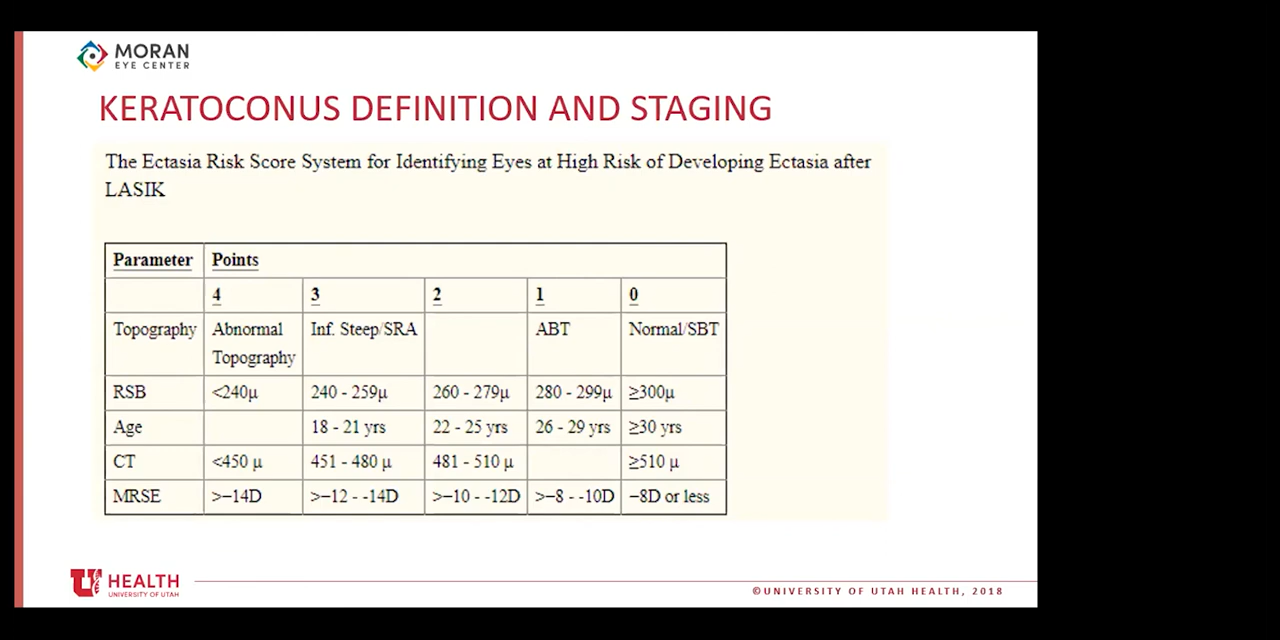 MORAN
EYE CENTER
KERATOCONUS DEFINITION AND STAGING
The Ectasia Risk Score System for Identifying Eyes at High Risk of Developing Ectasia after
LASIK
Parameter Points
4 3 2 1 0
Topography Abnormal Topography Inf. Steep/SRA ABT Normal/SBT
RSB <240µ 240 - 259µ 260 - 279µ 280 - 299µ ≥300µ
Age 18 - 21 yrs 22 - 25 yrs 26 - 29 yrs ≥30 yrs
CT <450 µ 451 - 480 µ 481 - 510 µ ≥510 µ
MRSE >−14D >−12 - -14D >−10 - -12D >−8 - -10D −8D or less
U HEALTH
UNIVERSITY OF UTAH
©UNIVERSITY OF UTAH HEALTH, 2018